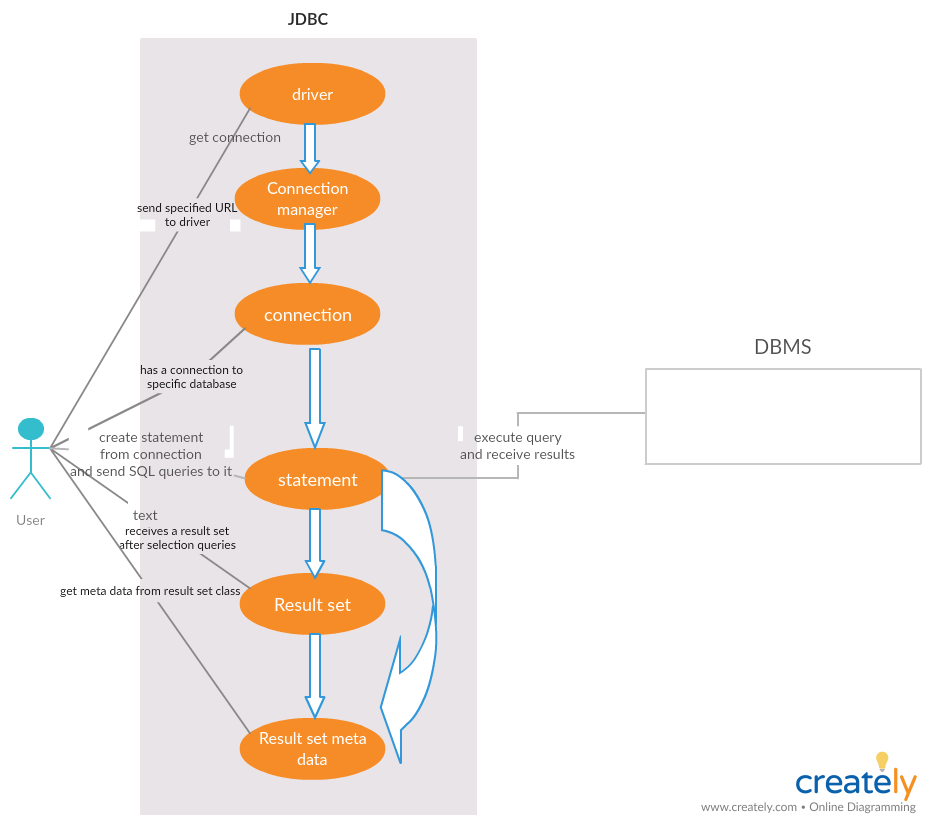 JDBC
driver
get connection
Connection
manager
send specified URL
to driver
connection
DBMS
has a connection to
specific database
create statement
from connection
and send SQL queries to it
execute query
and receive results
statement
User
text
receives a result set
after selection queries
get meta data from result set class
Result set
Result set meta
data
creately
www.creately.com • Online Diagramming